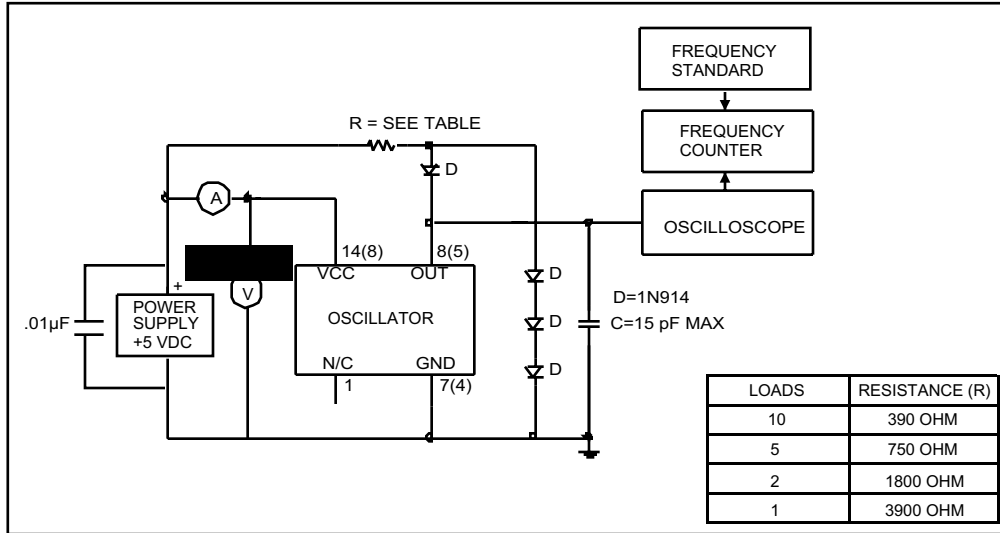 FREQUENCY
STANDARD
R = SEE TABLE
FREQUENCY
COUNTER
D
A
OSCILLOSCOPE
14(8)
8(5)
VCC
OUT
D
+
V
D=1N914
POWER
SUPPLY
+5 VDC
.01µF
OSCILLATOR
D
C=15 pF MAX
N/C
GND
D
1
7(4)
LOADS RESISTANCE (R)
10 390 OHM
5 750 OHM
2 1800 OHM
1 3900 OHM